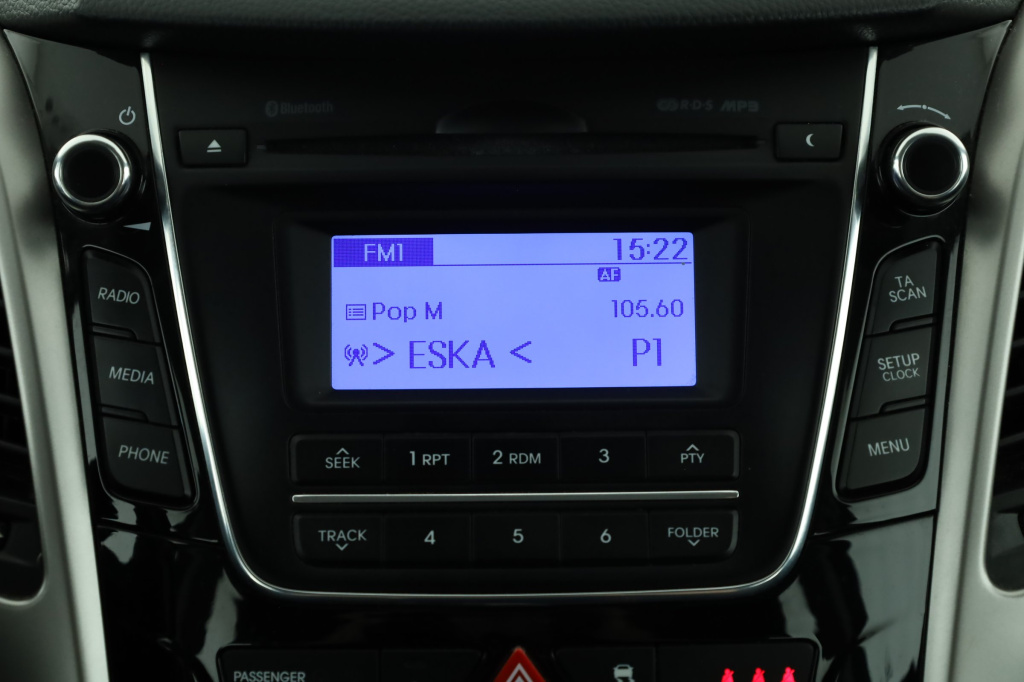 Bluetooth
R·D·S MP3
FM1 15:22
AF
Pop M 105.60
> ESKA < P1
RADIO
MEDIA
PHONE
TA
SCAN
SETUP
CLOCK
MENU
SEEK 1 RPT 2 RDM 3 PTY
TRACK 4 5 6 FOLDER
PASSENGER